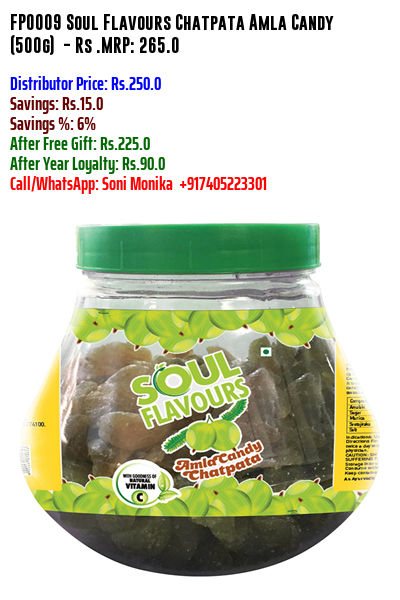 FP0009 Soul Flavours Chatpata Amla Candy
(500g) - Rs .MRP: 265.0
Distributor Price: Rs.250.0
Savings: Rs.15.0
Savings %: 6%
After Free Gift: Rs.225.0
After Year Loyalty: Rs.90.0
Call/WhatsApp: Soni Monika +917405223301
SOUL
FLAVOURS
Amla Candy
Chatpata
WITH GOODNESS OF
NATURAL
VITAMIN
C